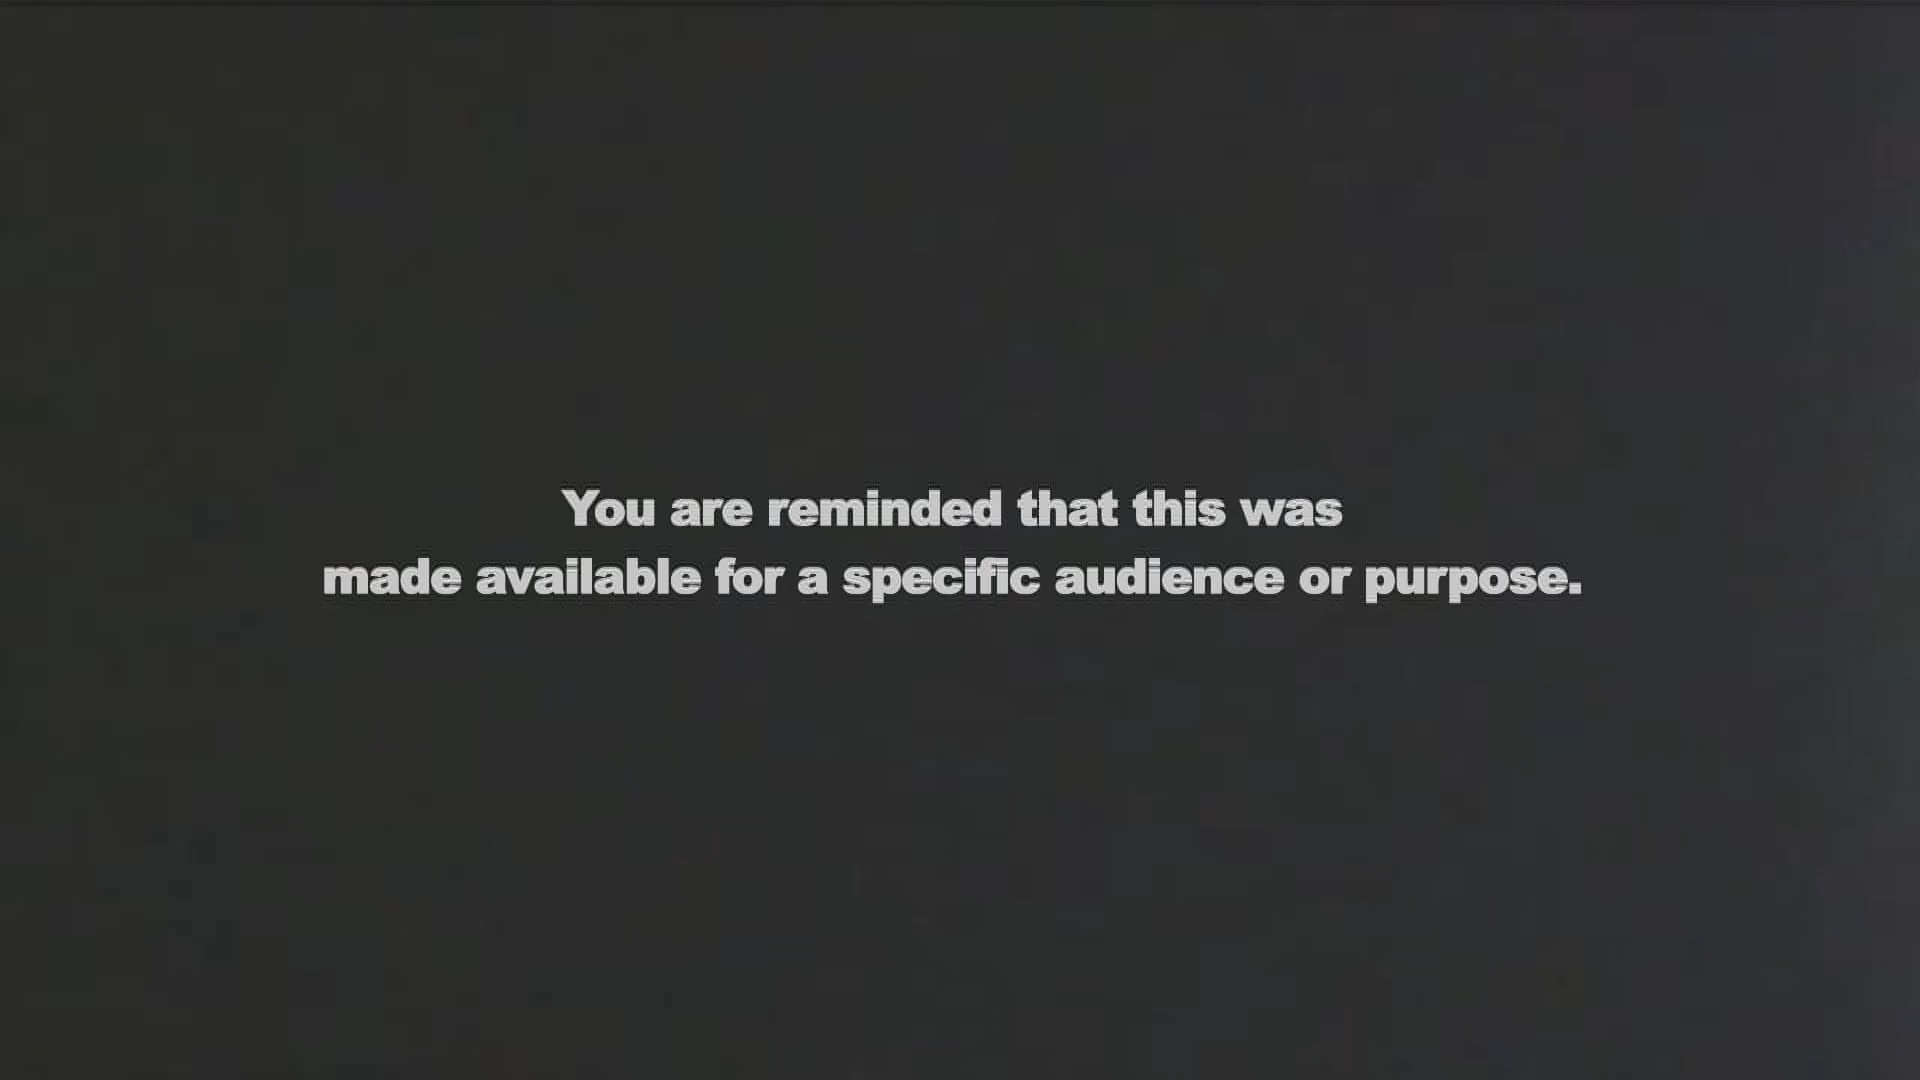 You are reminded that this was
made available for a specific audience or purpose.